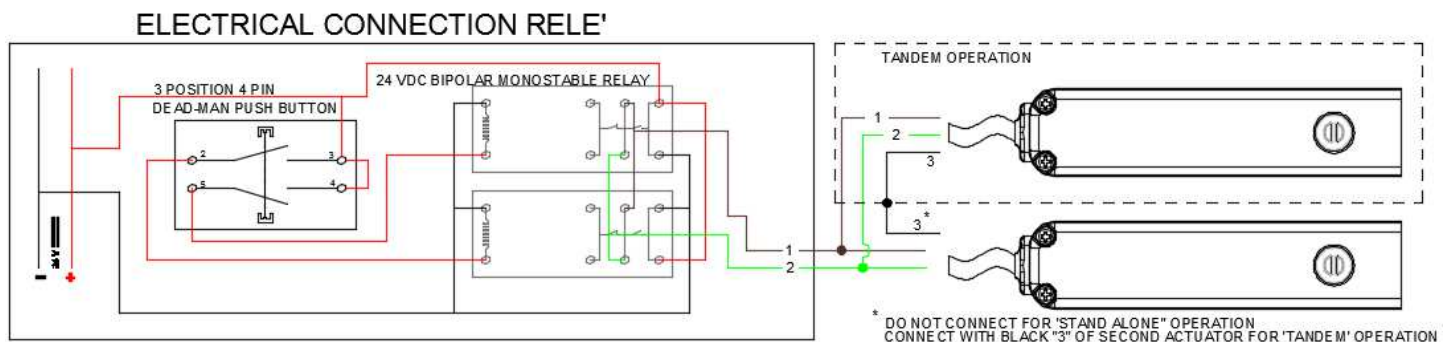 ELECTRICAL CONNECTION RELE'
TANDEM OPERATION
24 VDC BIPOLAR MONOSTABLE RELAY
3 POSITION 4 PIN
DEAD-MAN PUSH BUTTON
1
2
2
3
3
5
4
3*
1
2
- +
* DO NOT CONNECT FOR 'STAND ALONE" OPERATION
CONNECT WITH BLACK "3" OF SECOND ACTUATOR FOR 'TANDEM' OPERATION